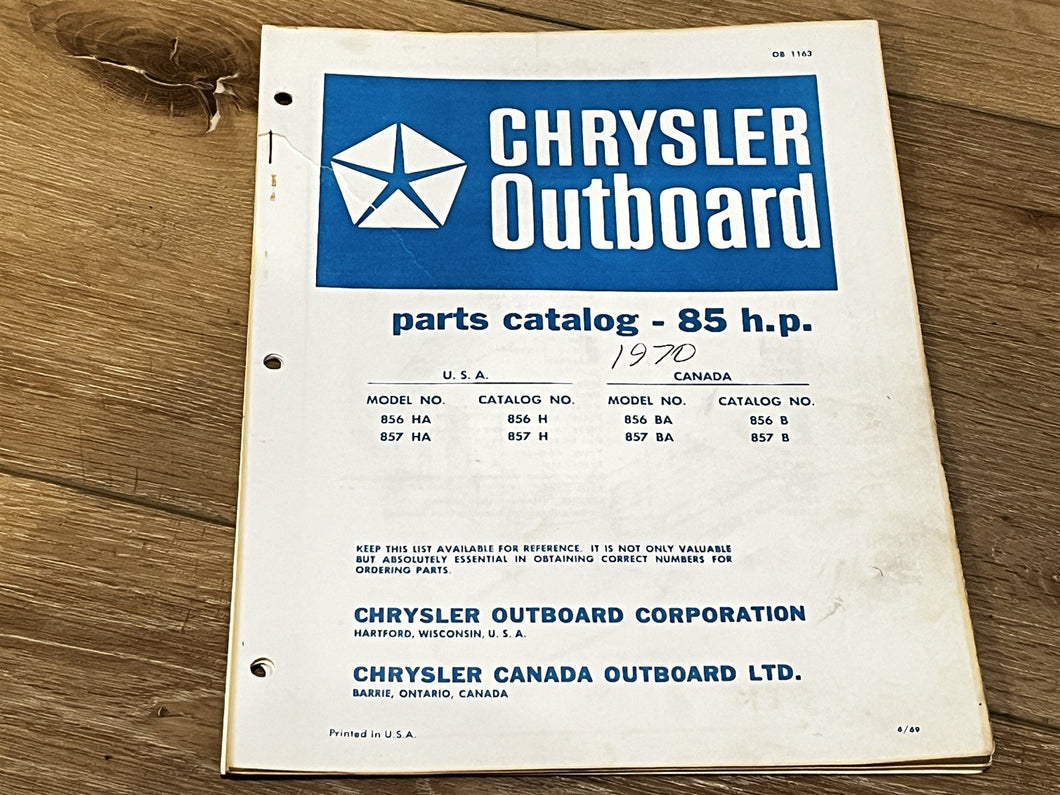 OB 1163
CHRYSLER
Outboard
parts catalog - 85 h.p.
1970
U. S. A. CANADA
MODEL NO. CATALOG NO. MODEL NO. CATALOG NO.
856 HA 856 H 856 BA 856 B
857 HA 857 H 857 BA 857 B
KEEP THIS LIST AVAILABLE FOR REFERENCE. IT IS NOT ONLY VALUABLE
BUT ABSOLUTELY ESSENTIAL IN OBTAINING CORRECT NUMBERS FOR
ORDERING PARTS.
CHRYSLER OUTBOARD CORPORATION
HARTFORD, WISCONSIN, U. S. A.
CHRYSLER CANADA OUTBOARD LTD.
BARRIE, ONTARIO, CANADA
Printed in U.S.A. 6/69